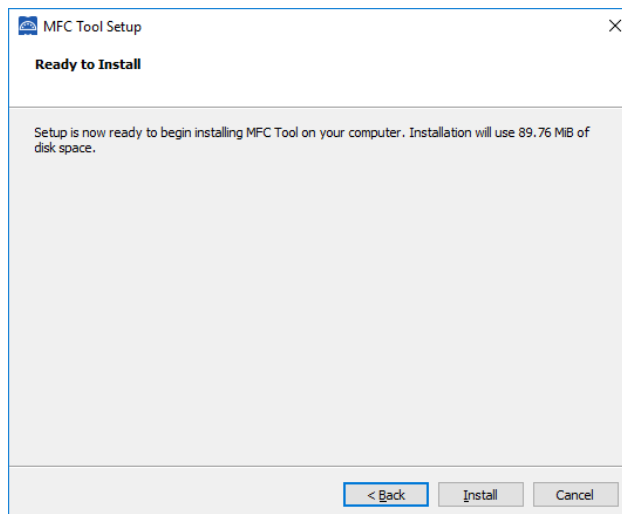 MFC Tool Setup
Ready to Install
Setup is now ready to begin installing MFC Tool on your computer. Installation will use 89.76 MiB of
disk space.
< Back
Install
Cancel